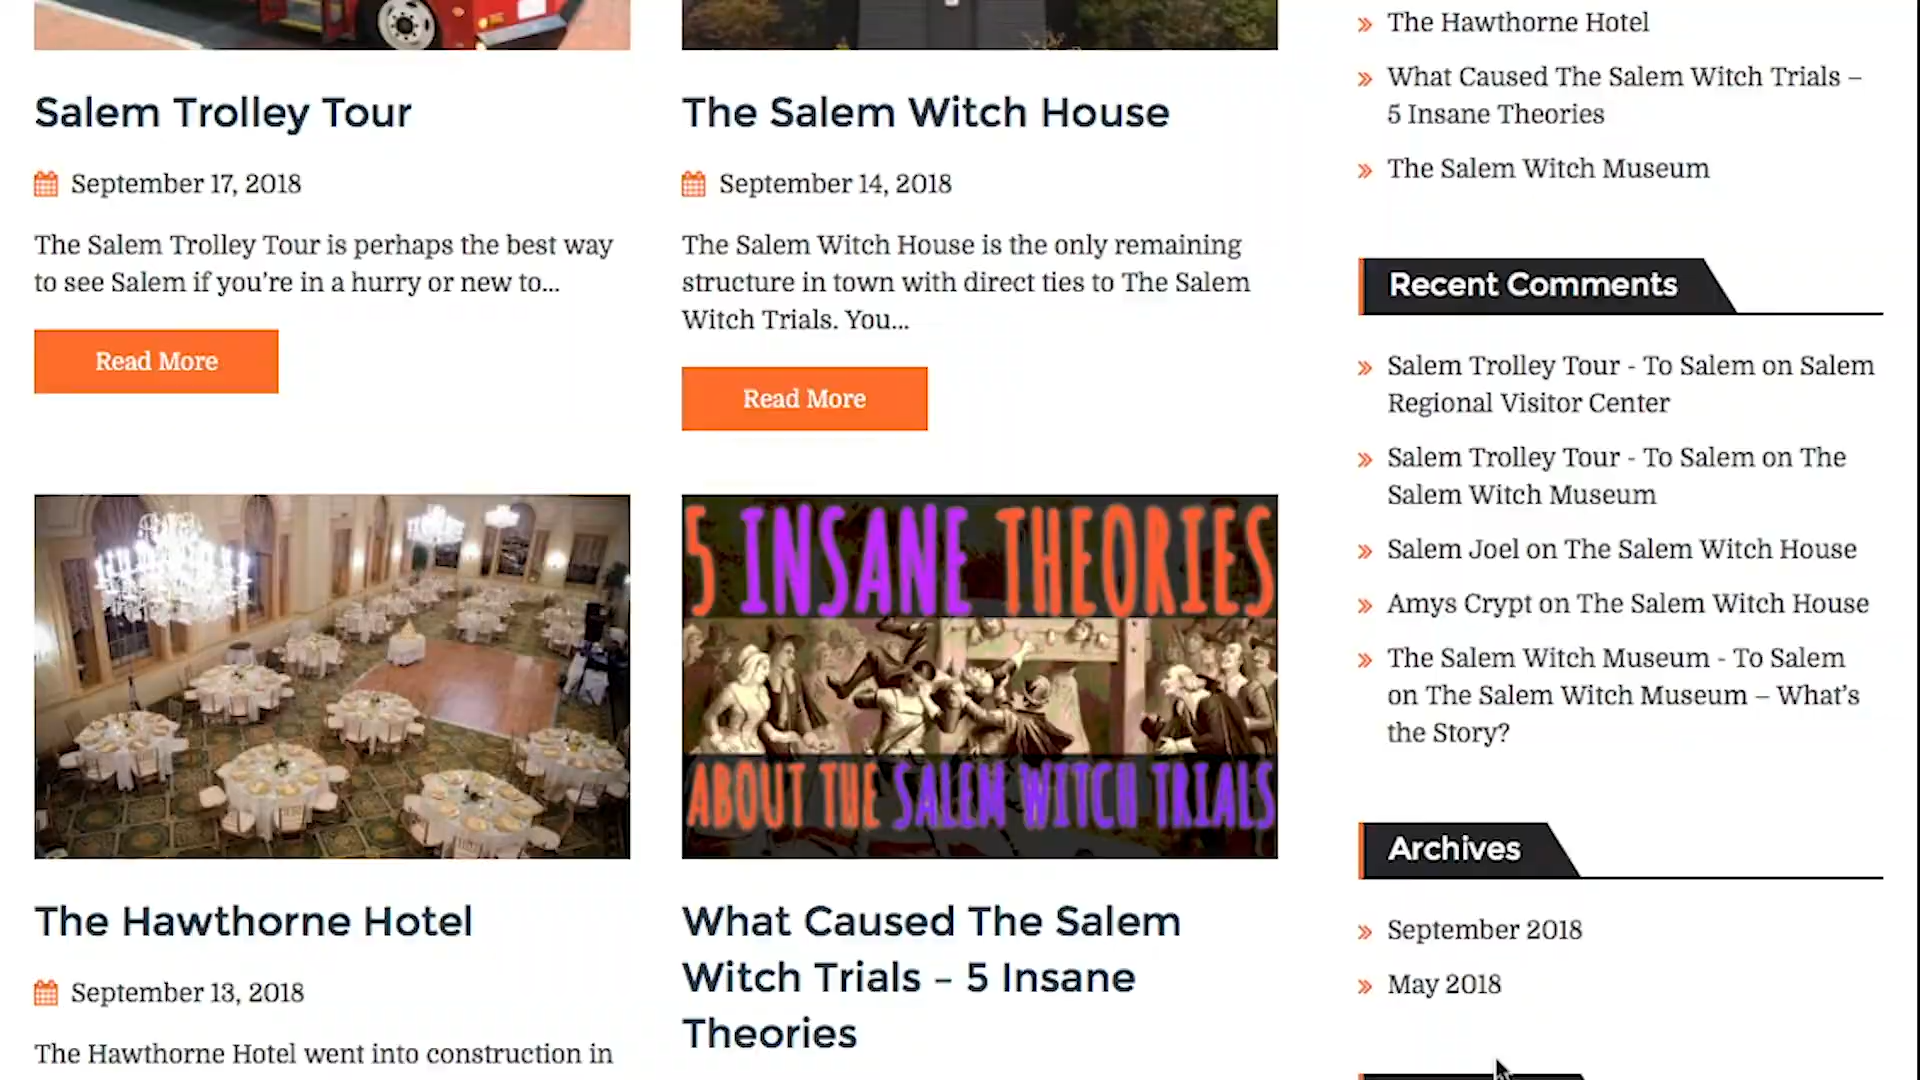 Salem Trolley Tour
September 17, 2018
The Salem Trolley Tour is perhaps the best way
to see Salem if you’re in a hurry or new to...
Read More
The Salem Witch House
September 14, 2018
The Salem Witch House is the only remaining
structure in town with direct ties to The Salem
Witch Trials. You...
Read More
The Hawthorne Hotel
September 13, 2018
The Hawthorne Hotel went into construction in
5 INSANE THEORIES
ABOUT THE SALEM WITCH TRIALS
What Caused The Salem
Witch Trials – 5 Insane
Theories
The Hawthorne Hotel
What Caused The Salem Witch Trials –
5 Insane Theories
The Salem Witch Museum
Recent Comments
Salem Trolley Tour - To Salem on Salem
Regional Visitor Center
Salem Trolley Tour - To Salem on The
Salem Witch Museum
Salem Joel on The Salem Witch House
Amys Crypt on The Salem Witch House
The Salem Witch Museum - To Salem
on The Salem Witch Museum – What’s
the Story?
Archives
September 2018
May 2018